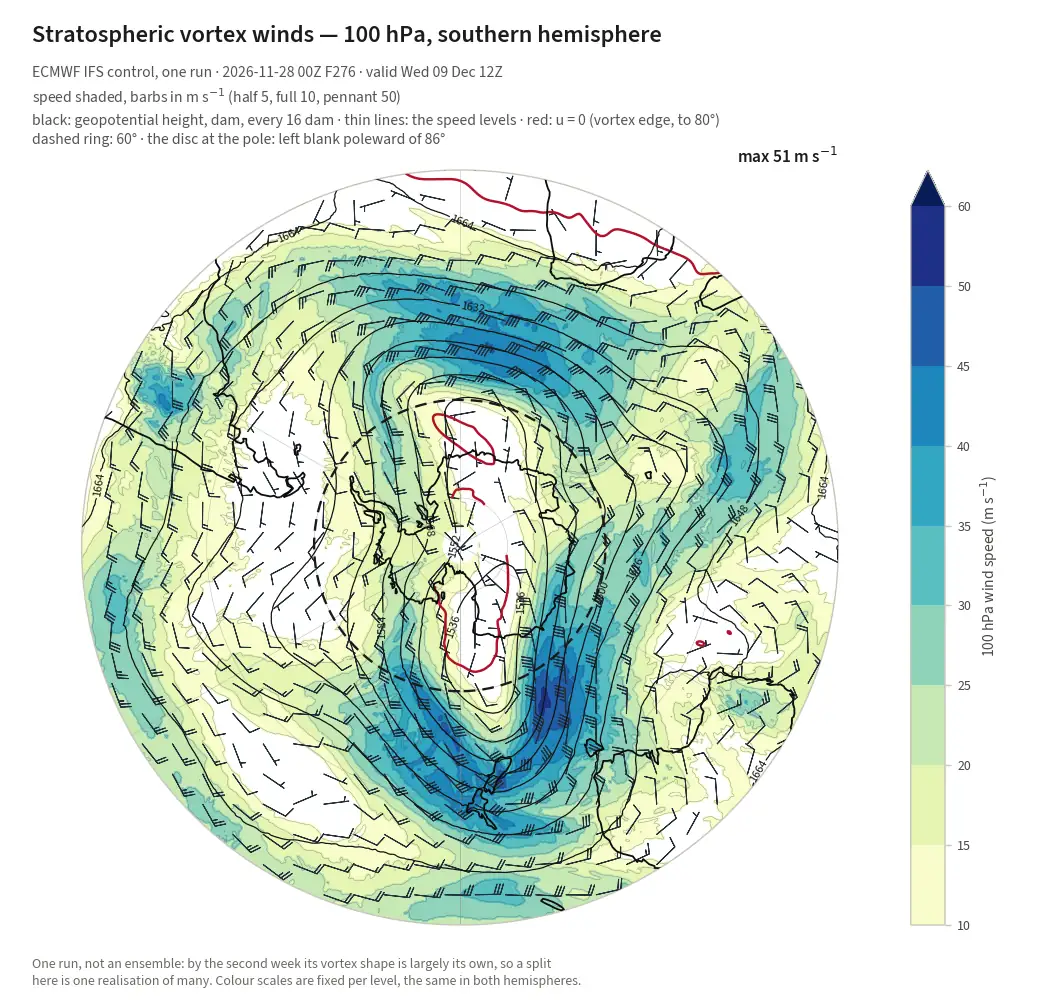 Stratospheric vortex winds — 100 hPa, southern hemisphere
ECMWF IFS control, one run · 2026-11-28 00Z F276 · valid Wed 09 Dec 12Z
speed shaded, barbs in m s⁻¹ (half 5, full 10, pennant 50)
black: geopotential height, dam, every 16 dam · thin lines: the speed levels · red: u = 0 (vortex edge, to 80°)
dashed ring: 60° · the disc at the pole: left blank poleward of 86°
max 51 m s⁻¹
1664
1664
1632
1664
1664
1648
1552
1616
1600
1536
1584
1664
60
50
45
40
35
30
25
20
15
10
100 hPa wind speed (m s⁻¹)
One run, not an ensemble: by the second week its vortex shape is largely its own, so a split
here is one realisation of many. Colour scales are fixed per level, the same in both hemispheres.